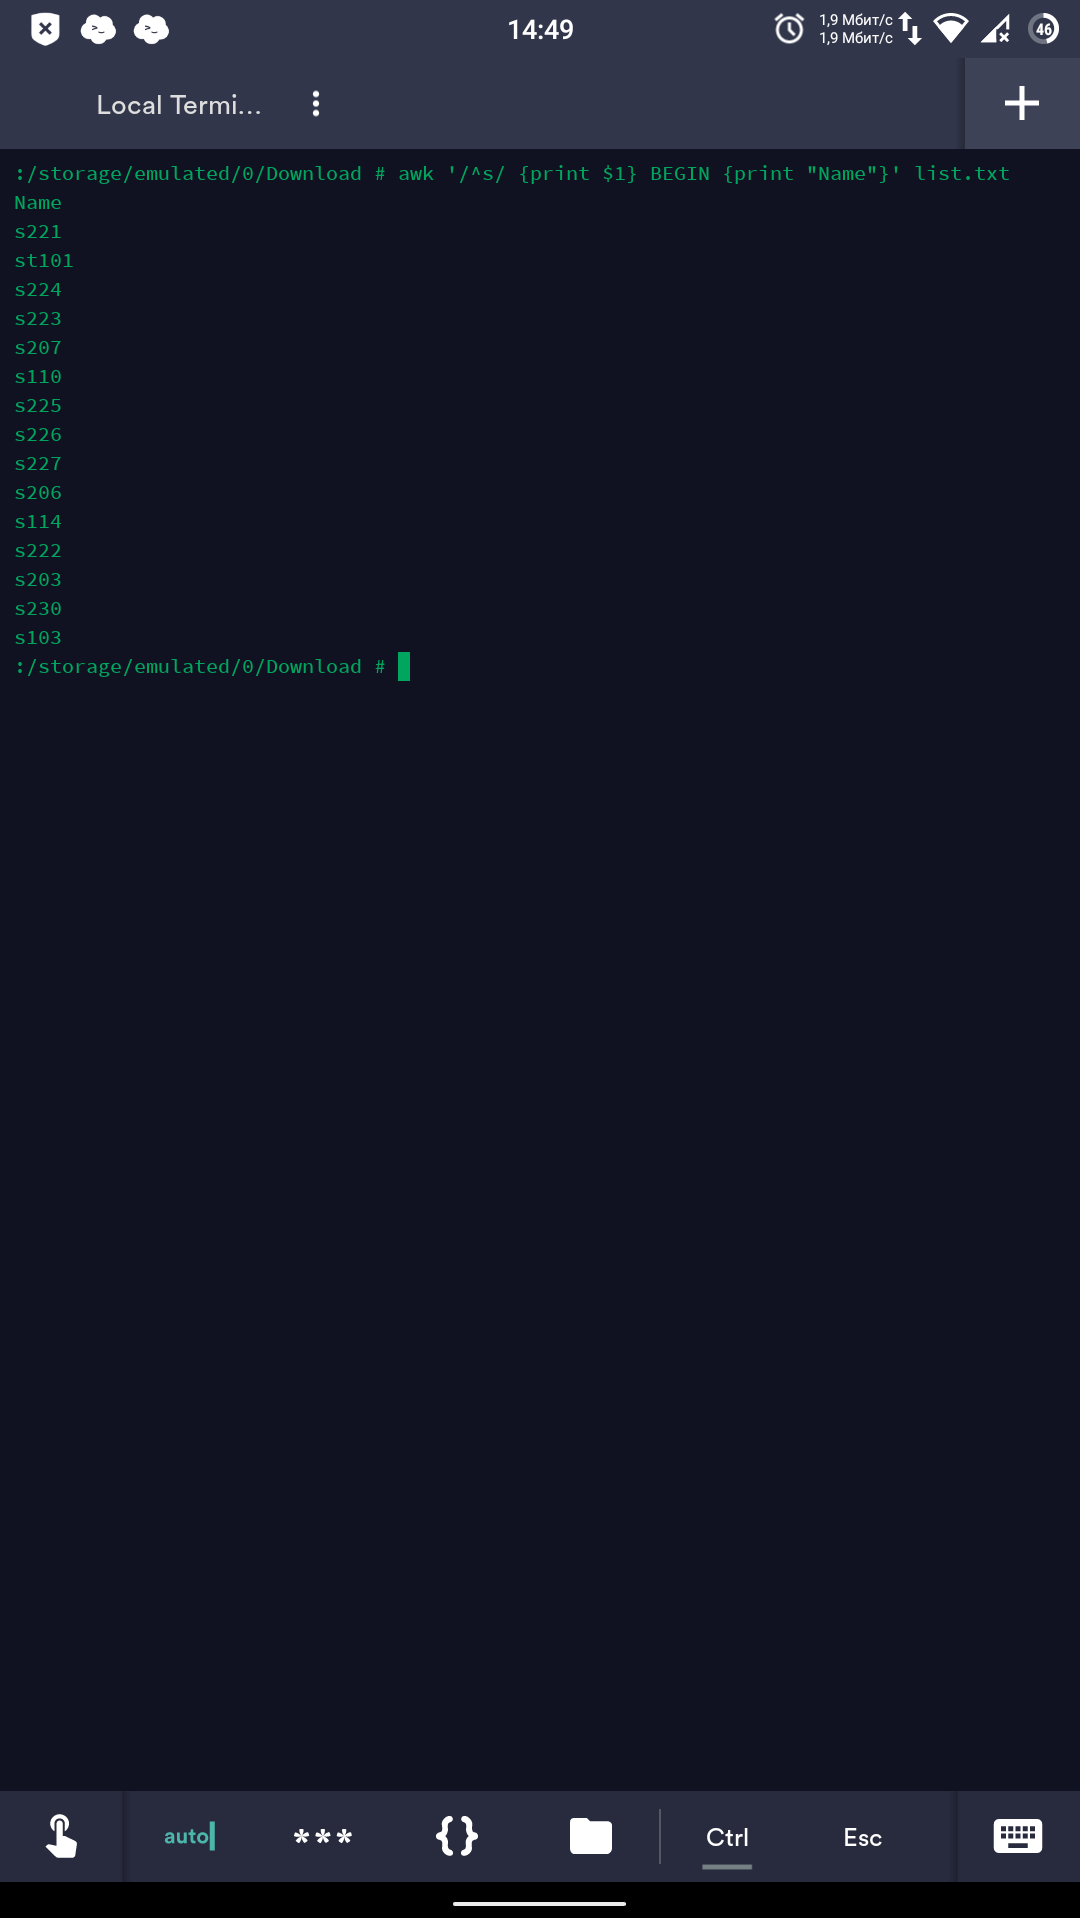 14:49
1,9 Мбит/с
1,9 Мбит/с
46
Local Termi...
:/storage/emulated/0/Download # awk '/^s/ {print $1} BEGIN {print "Name"}' list.txt
Name
s221
st101
s224
s223
s207
s110
s225
s226
s227
s206
s114
s222
s203
s230
s103
:/storage/emulated/0/Download #
auto
***
{}
Ctrl
Esc